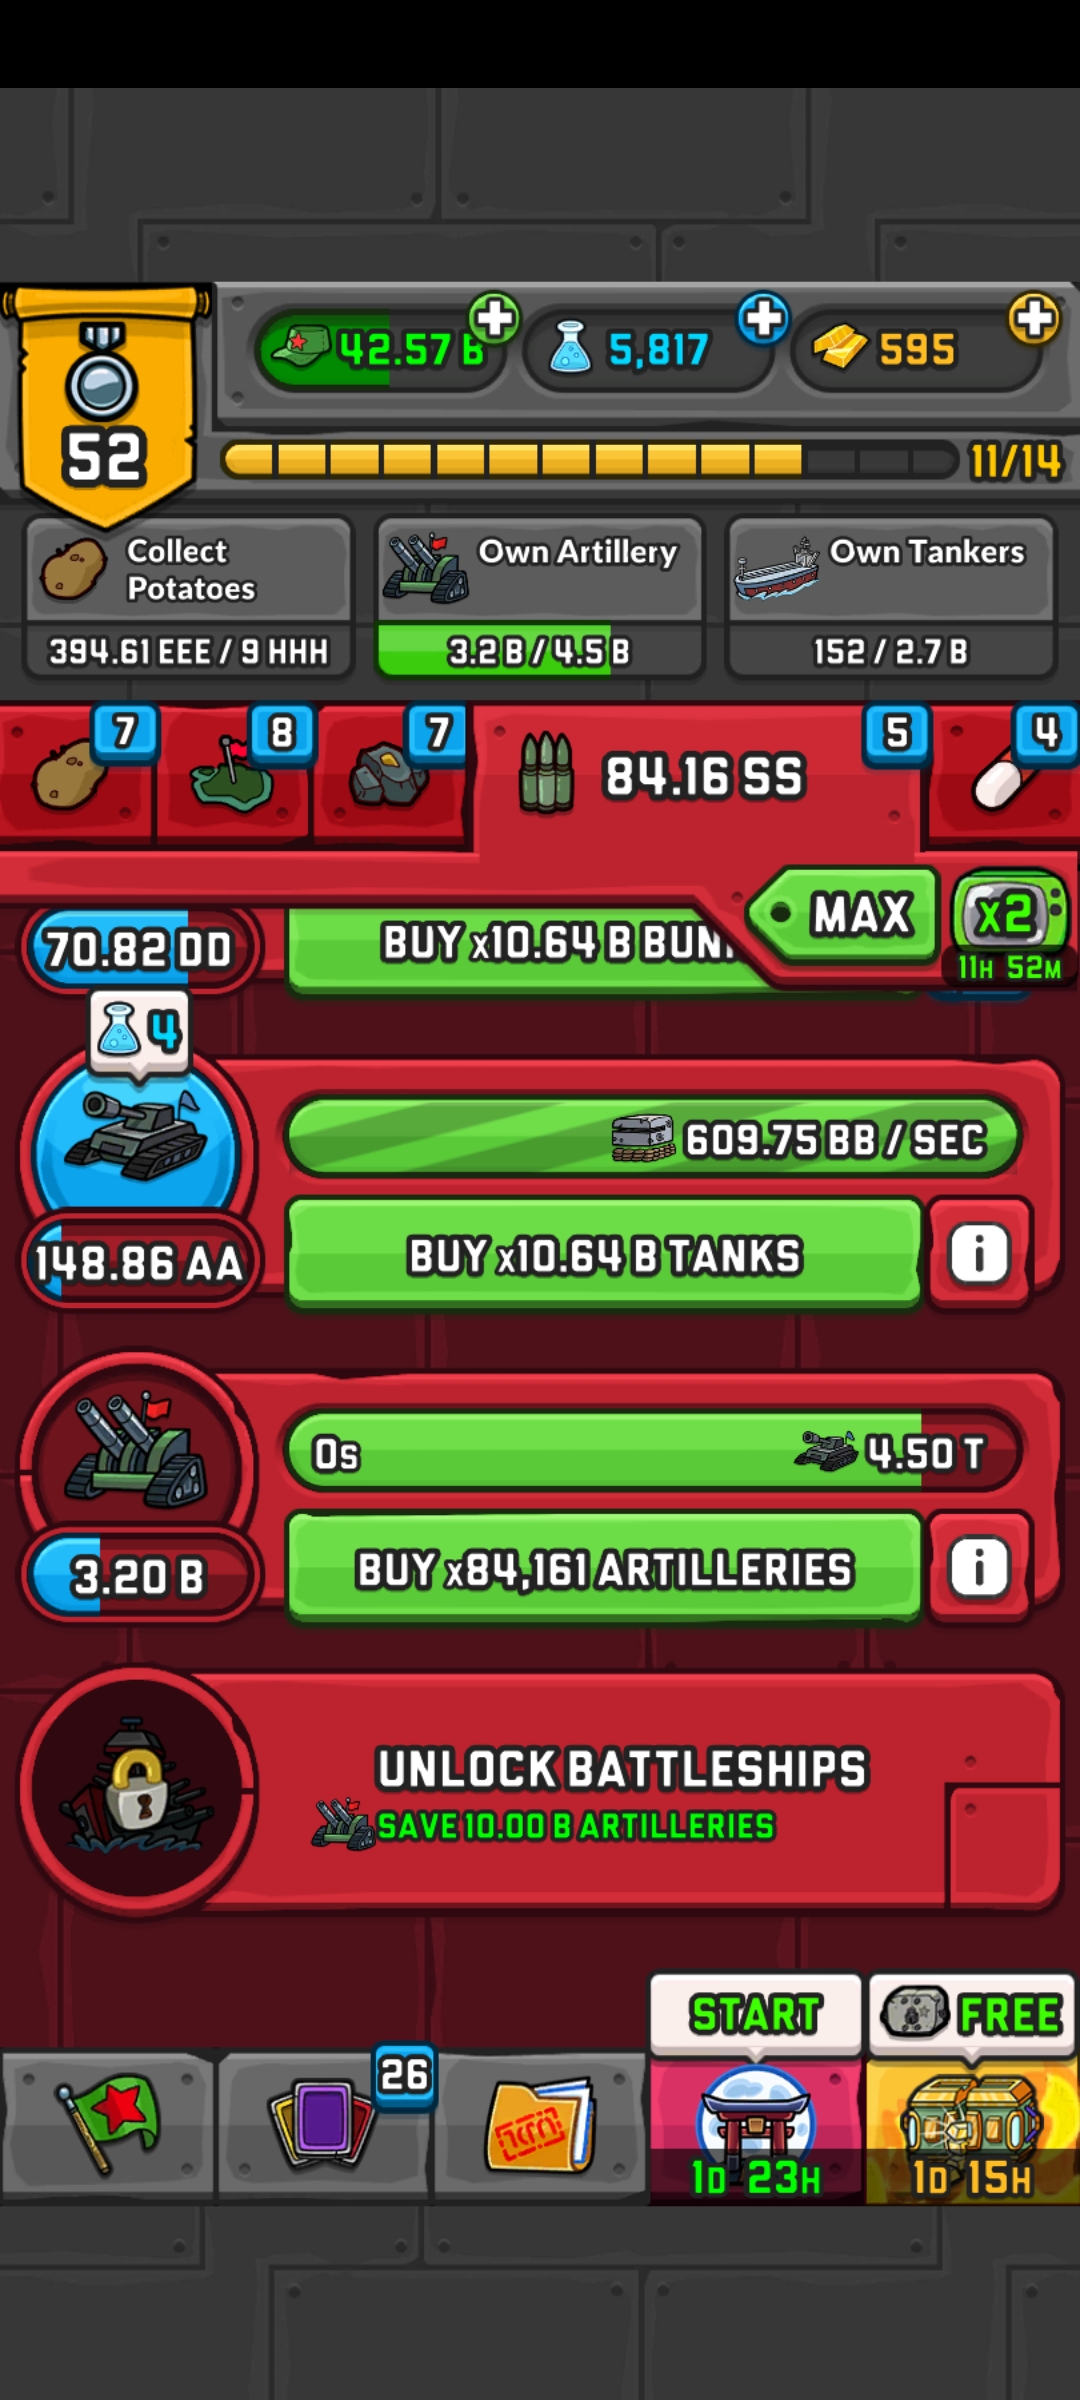 42.57 B
5,817
595
52
11/14
Collect
Potatoes
Own Artillery
Own Tankers
394.61 EEE / 9 HHH
3.2 B / 4.5 B
152 / 2.7 B
7
8
7
84.16 SS
5
4
MAX
x2
11H 52M
70.82 DD
BUY x10.64 B
4
609.75 BB / SEC
148.86 AA
BUY x10.64 B TANKS
i
0s
4.50 T
3.20 B
BUY x84,161 ARTILLERIES
i
UNLOCK BATTLESHIPS
SAVE 10.00 B ARTILLERIES
START
FREE
26
1D 23H
1D 15H